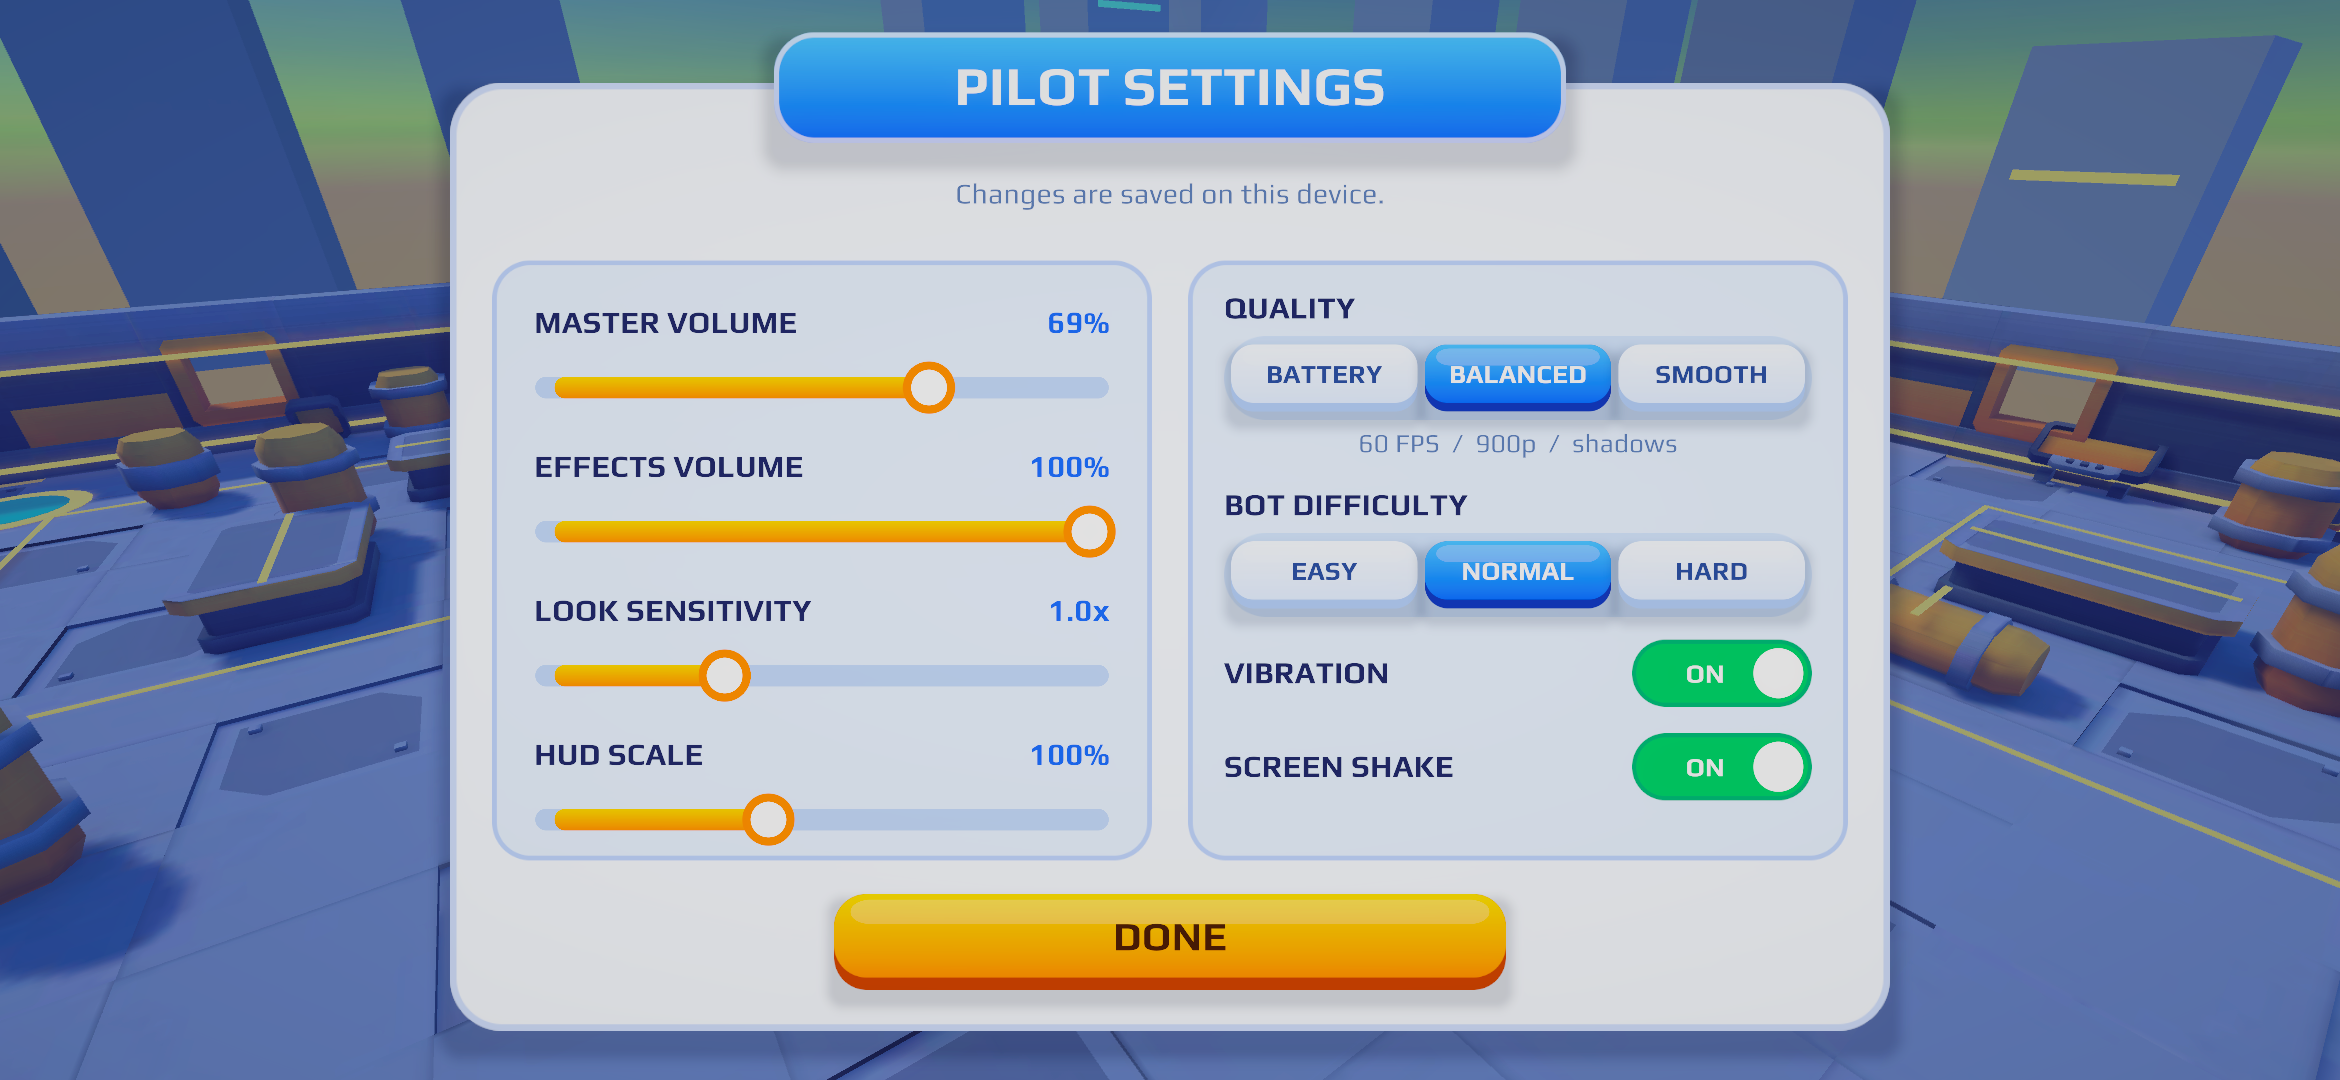 PILOT SETTINGS
Changes are saved on this device.
MASTER VOLUME 69%
EFFECTS VOLUME 100%
LOOK SENSITIVITY 1.0x
HUD SCALE 100%
QUALITY
BATTERY BALANCED SMOOTH
60 FPS / 900p / shadows
BOT DIFFICULTY
EASY NORMAL HARD
VIBRATION ON
SCREEN SHAKE ON
DONE